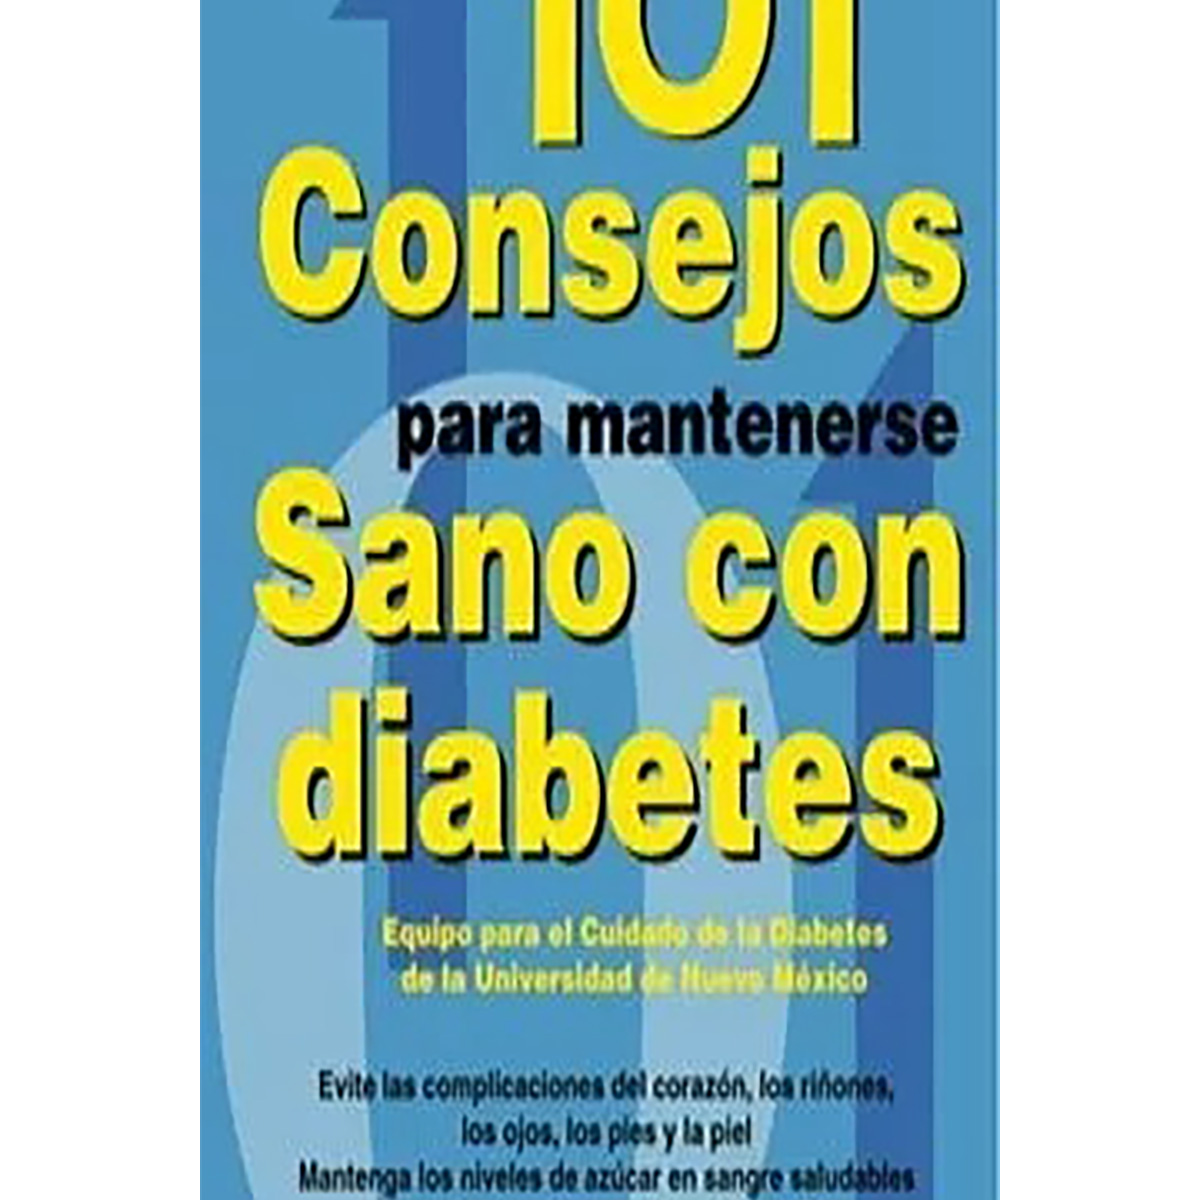 101
Consejos
para mantenerse
Sano con
diabetes
Equipo para el Cuidado de la Diabetes
de la Universidad de Nuevo México
Evite las complicaciones del corazón, los riñones,
los ojos, los pies y la piel
Mantenga los niveles de azúcar en sangre saludables